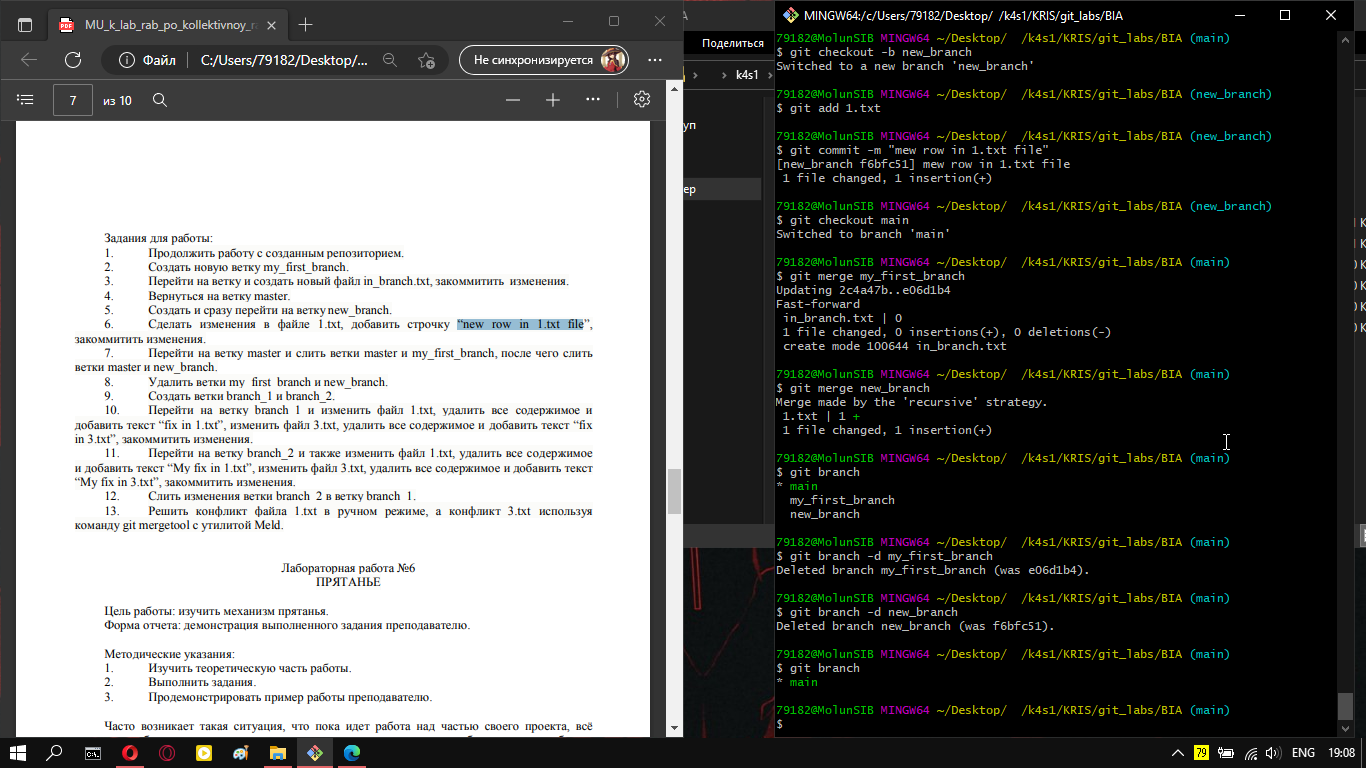 MU_k_lab_rab_po_kollektivnoy_r
Файл
C:/Users/79182/Desktop/...
Не синхронизируется
7
из 10
Задания для работы:
1. Продолжить работу с созданным репозиторием.
2. Создать новую ветку my_first_branch.
3. Перейти на ветку и создать новый файл in_branch.txt, закоммитить изменения.
4. Вернуться на ветку master.
5. Создать и сразу перейти на ветку new_branch.
6. Сделать изменения в файле 1.txt, добавить строчку “new row in 1.txt file”,
закоммитить изменения.
7. Перейти на ветку master и слить ветки master и my_first_branch, после чего слить
ветки master и new_branch.
8. Удалить ветки my_first_branch и new_branch.
9. Создать ветки branch_1 и branch_2.
10. Перейти на ветку branch_1 и изменить файл 1.txt, удалить все содержимое и
добавить текст “fix in 1.txt”, изменить файл 3.txt, удалить все содержимое и добавить текст “fix
in 3.txt”, закоммитить изменения.
11. Перейти на ветку branch_2 и также изменить файл 1.txt, удалить все содержимое
и добавить текст “My fix in 1.txt”, изменить файл 3.txt, удалить все содержимое и добавить текст
“My fix in 3.txt”, закоммитить изменения.
12. Слить изменения ветки branch_2 в ветку branch_1.
13. Решить конфликт файла 1.txt в ручном режиме, а конфликт 3.txt используя
команду git mergetool с утилитой Meld.
Лабораторная работа №6
ПРЯТАНЬЕ
Цель работы: изучить механизм прятанья.
Форма отчета: демонстрация выполненного задания преподавателю.
Методические указания:
1. Изучить теоретическую часть работы.
2. Выполнить задания.
3. Продемонстрировать пример работы преподавателю.
Часто возникает такая ситуация, что пока идет работа над частью своего проекта, всё
Поделиться
k4s1
уп
ер
MINGW64:/c/Users/79182/Desktop/ /k4s1/KRIS/git_labs/BIA
79182@MolunSIB MINGW64 ~/Desktop/ /k4s1/KRIS/git_labs/BIA (main)
$ git checkout -b new_branch
Switched to a new branch 'new_branch'
79182@MolunSIB MINGW64 ~/Desktop/ /k4s1/KRIS/git_labs/BIA (new_branch)
$ git add 1.txt
79182@MolunSIB MINGW64 ~/Desktop/ /k4s1/KRIS/git_labs/BIA (new_branch)
$ git commit -m "mew row in 1.txt file"
[new_branch f6bfc51] mew row in 1.txt file
1 file changed, 1 insertion(+)
79182@MolunSIB MINGW64 ~/Desktop/ /k4s1/KRIS/git_labs/BIA (new_branch)
$ git checkout main
Switched to branch 'main'
79182@MolunSIB MINGW64 ~/Desktop/ /k4s1/KRIS/git_labs/BIA (main)
$ git merge my_first_branch
Updating 2c4a47b..e06d1b4
Fast-forward
in_branch.txt | 0
1 file changed, 0 insertions(+), 0 deletions(-)
create mode 100644 in_branch.txt
79182@MolunSIB MINGW64 ~/Desktop/ /k4s1/KRIS/git_labs/BIA (main)
$ git merge new_branch
Merge made by the 'recursive' strategy.
1.txt | 1 +
1 file changed, 1 insertion(+)
79182@MolunSIB MINGW64 ~/Desktop/ /k4s1/KRIS/git_labs/BIA (main)
$ git branch
* main
my_first_branch
new_branch
79182@MolunSIB MINGW64 ~/Desktop/ /k4s1/KRIS/git_labs/BIA (main)
$ git branch -d my_first_branch
Deleted branch my_first_branch (was e06d1b4).
79182@MolunSIB MINGW64 ~/Desktop/ /k4s1/KRIS/git_labs/BIA (main)
$ git branch -d new_branch
Deleted branch new_branch (was f6bfc51).
79182@MolunSIB MINGW64 ~/Desktop/ /k4s1/KRIS/git_labs/BIA (main)
$ git branch
* main
79182@MolunSIB MINGW64 ~/Desktop/ /k4s1/KRIS/git_labs/BIA (main)
$
79
ENG
19:08